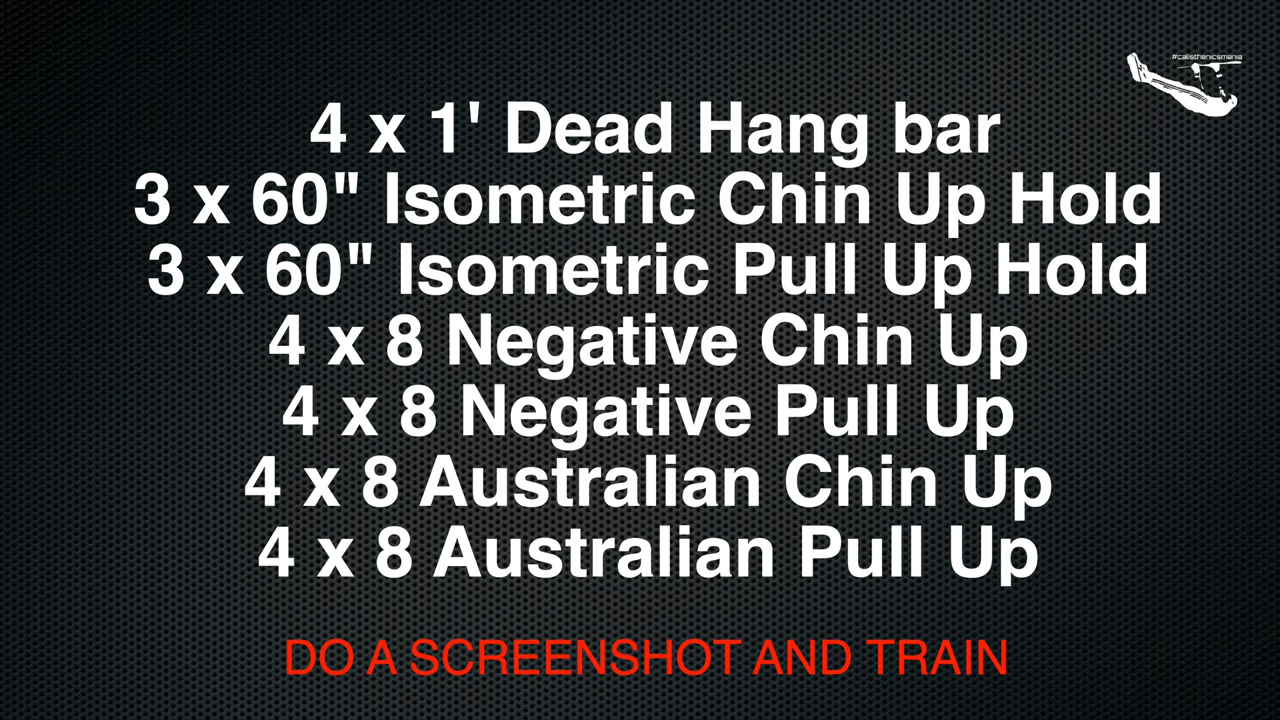 #calisthenicsmania
4 x 1' Dead Hang bar
3 x 60" Isometric Chin Up Hold
3 x 60" Isometric Pull Up Hold
4 x 8 Negative Chin Up
4 x 8 Negative Pull Up
4 x 8 Australian Chin Up
4 x 8 Australian Pull Up
DO A SCREENSHOT AND TRAIN